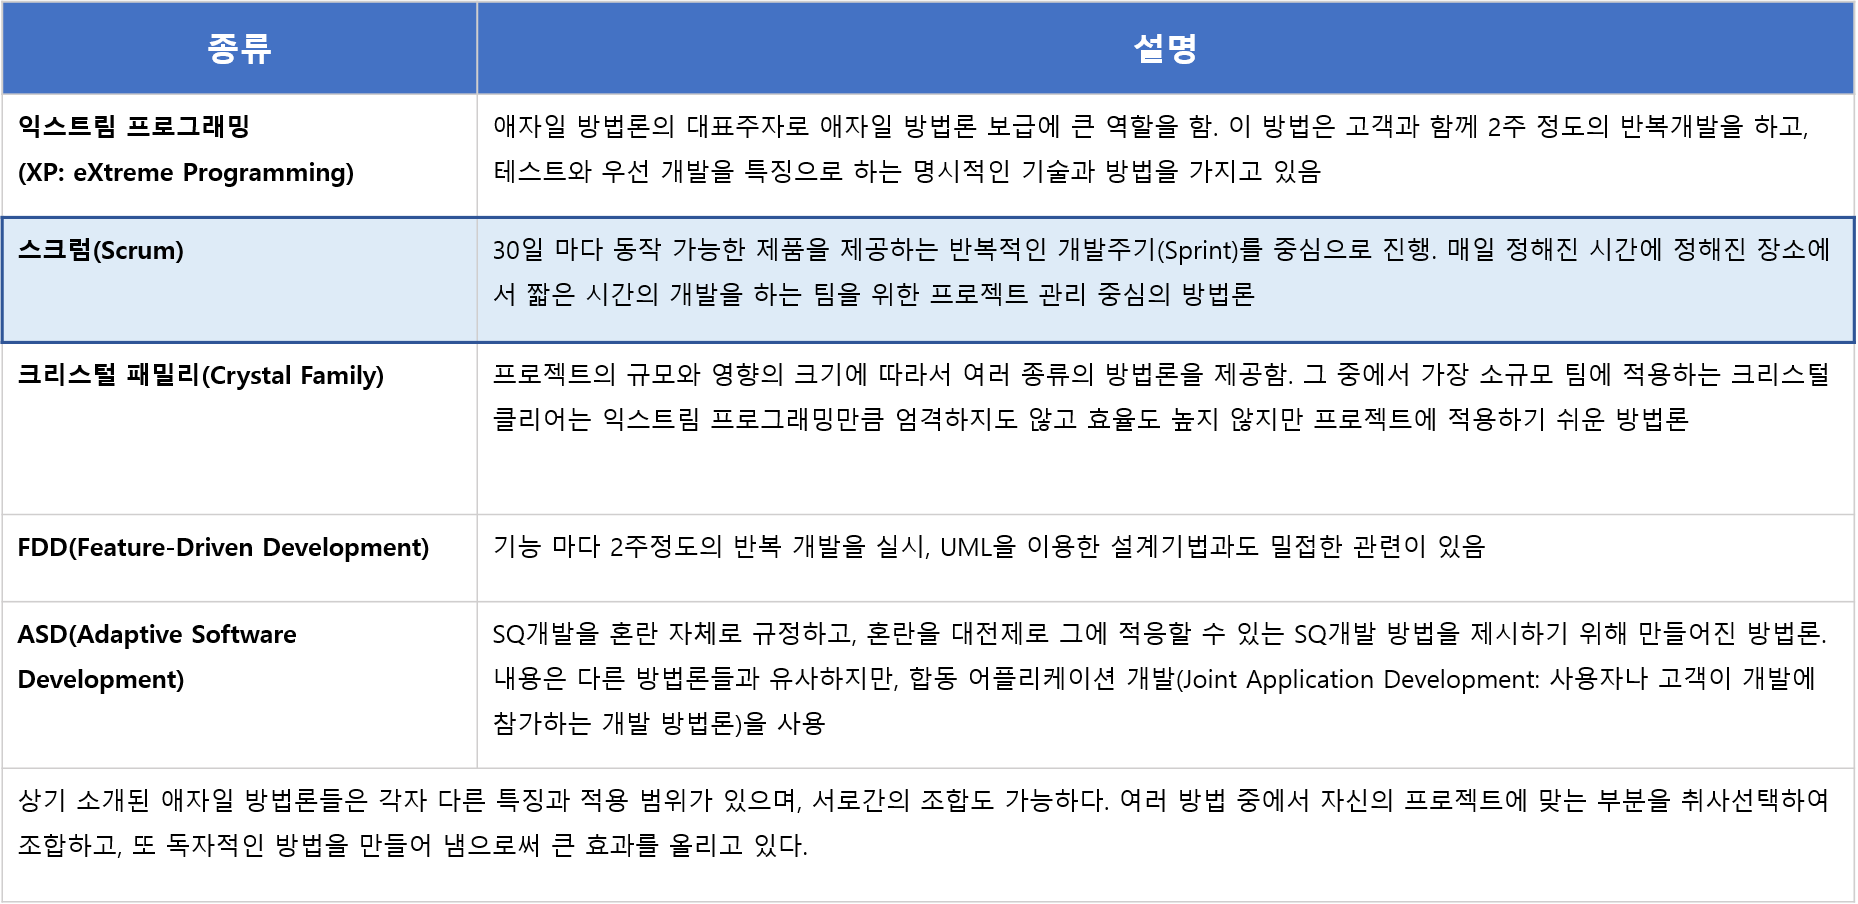 종류
설명
익스트림 프로그래밍
(XP: eXtreme Programming)
애자일 방법론의 대표주자로 애자일 방법론 보급에 큰 역할을 함. 이 방법은 고객과 함께 2주 정도의 반복개발을 하고,
테스트와 우선 개발을 특징으로 하는 명시적인 기술과 방법을 가지고 있음
스크럼(Scrum)
30일 마다 동작 가능한 제품을 제공하는 반복적인 개발주기(Sprint)를 중심으로 진행. 매일 정해진 시간에 정해진 장소에
서 짧은 시간의 개발을 하는 팀을 위한 프로젝트 관리 중심의 방법론
크리스털 패밀리(Crystal Family)
프로젝트의 규모와 영향의 크기에 따라서 여러 종류의 방법론을 제공함. 그 중에서 가장 소규모 팀에 적용하는 크리스털
클리어는 익스트림 프로그래밍만큼 엄격하지도 않고 효율도 높지 않지만 프로젝트에 적용하기 쉬운 방법론
FDD(Feature-Driven Development)
기능 마다 2주정도의 반복 개발을 실시, UML을 이용한 설계기법과도 밀접한 관련이 있음
ASD(Adaptive Software
Development)
SQ개발을 혼란 자체로 규정하고, 혼란을 대전제로 그에 적응할 수 있는 SQ개발 방법을 제시하기 위해 만들어진 방법론.
내용은 다른 방법론들과 유사하지만, 합동 어플리케이션 개발(Joint Application Development: 사용자나 고객이 개발에
참가하는 개발 방법론)을 사용
상기 소개된 애자일 방법론들은 각자 다른 특징과 적용 범위가 있으며, 서로간의 조합도 가능하다. 여러 방법 중에서 자신의 프로젝트에 맞는 부분을 취사선택하여
조합하고, 또 독자적인 방법을 만들어 냄으로써 큰 효과를 올리고 있다.